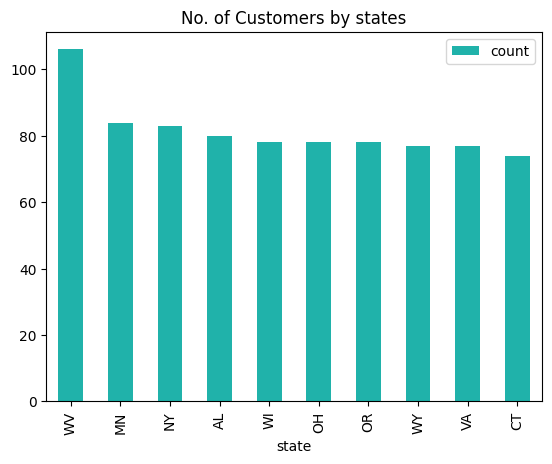 No. of Customers by states
count
100
80
60
40
20
0
WV MN NY AL WI OH OR WY VA CT
state